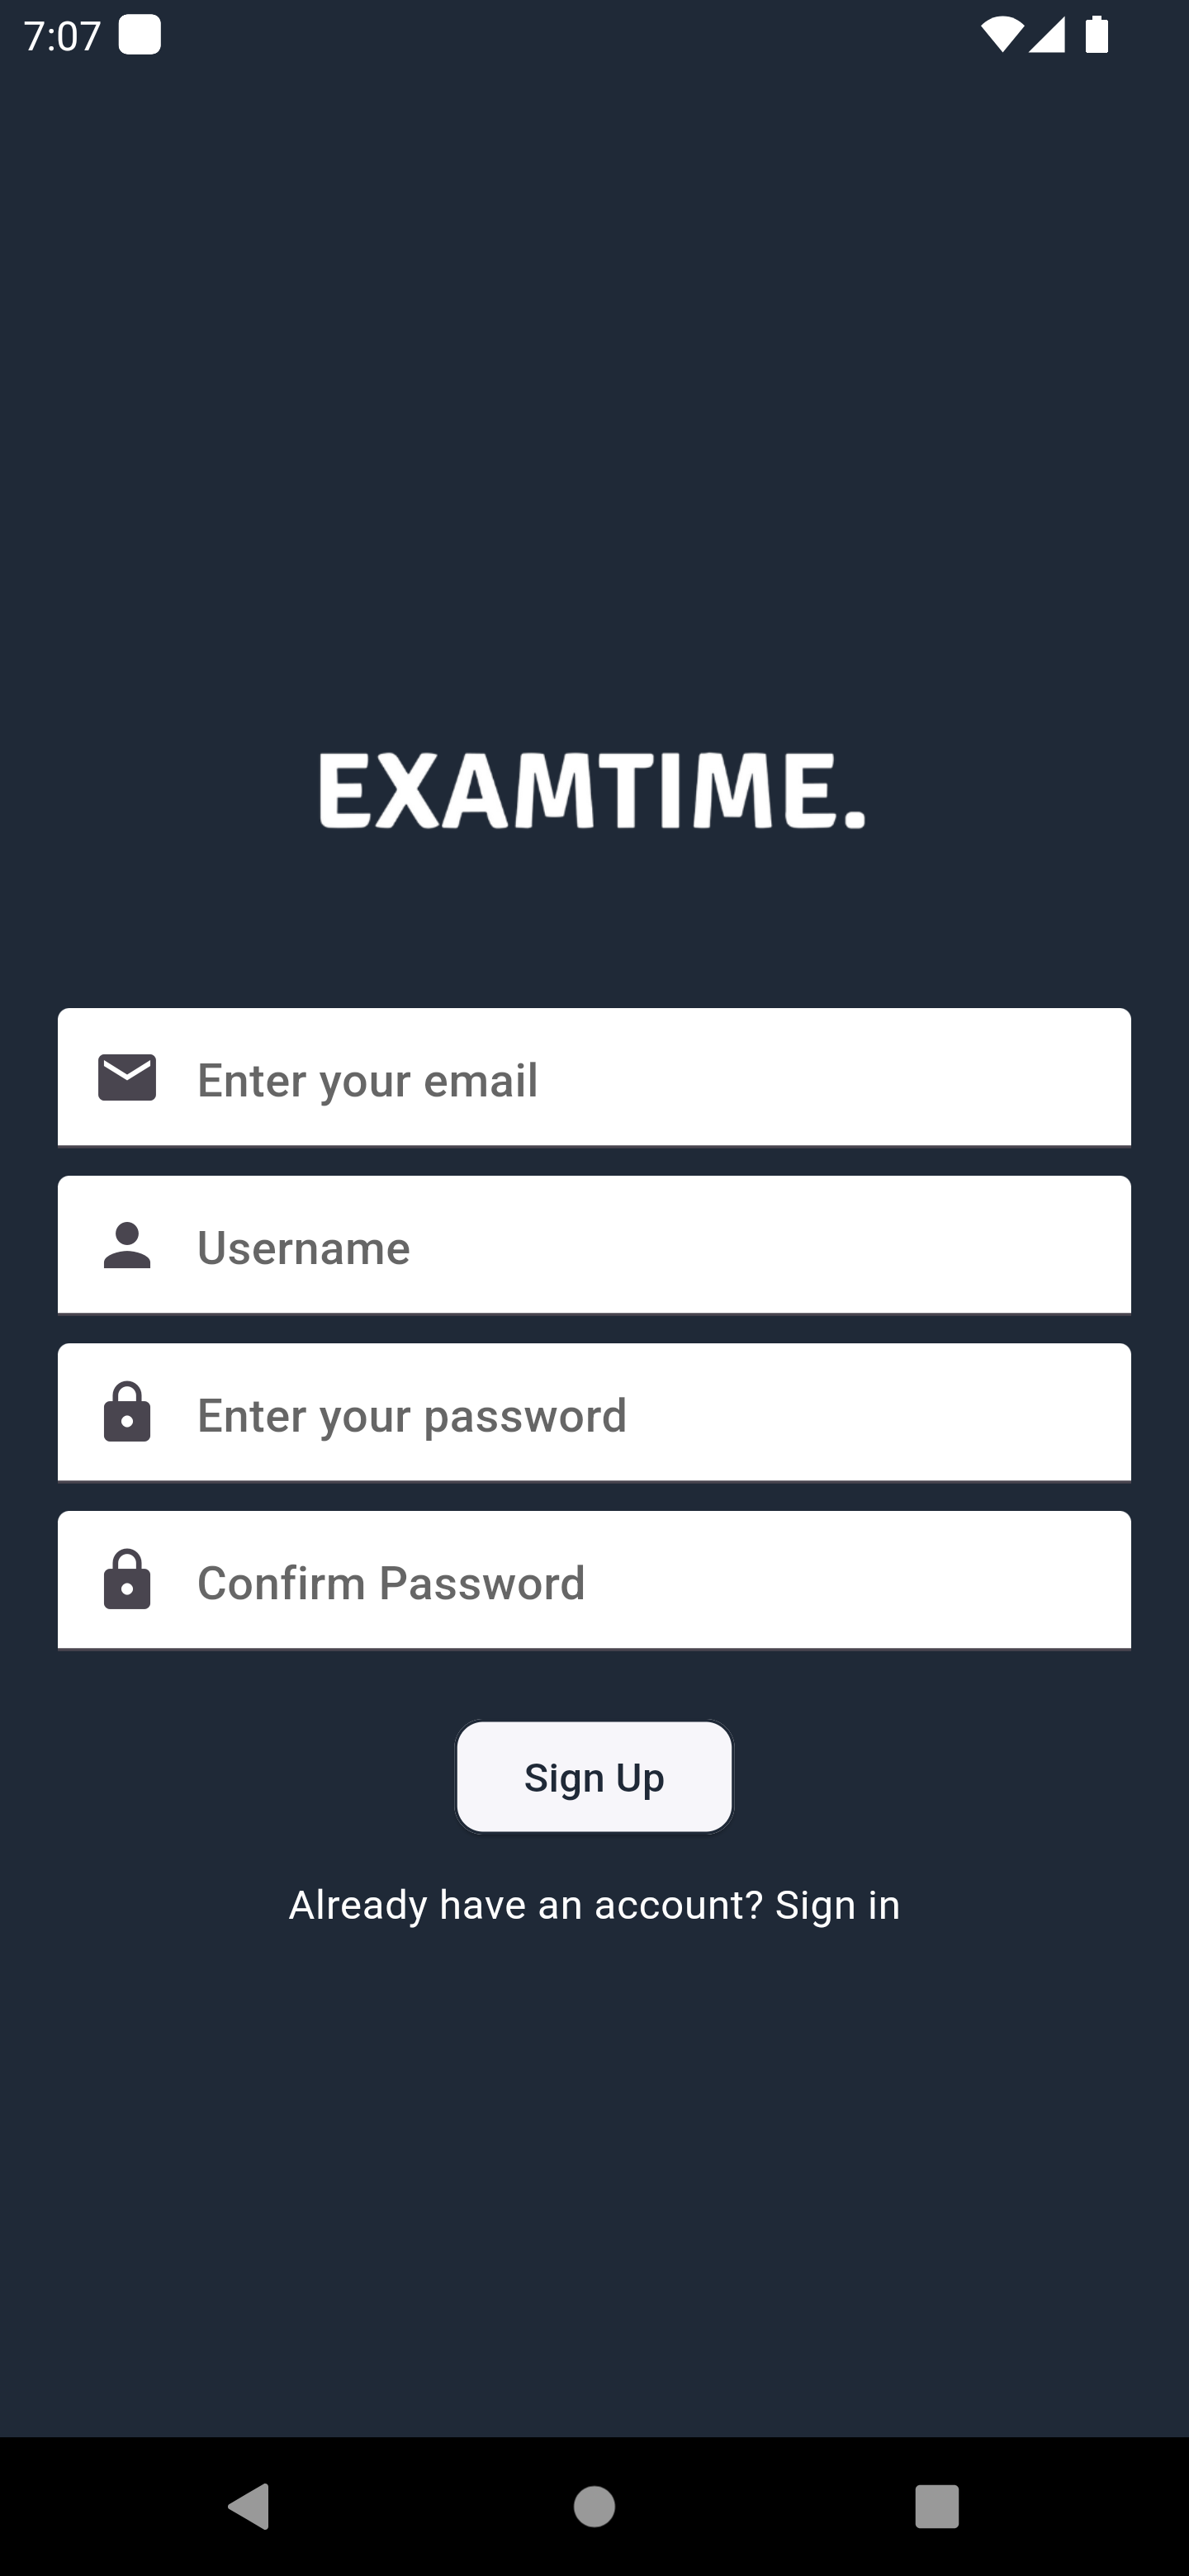 7:07
EXAMTIME.
Enter your email
Username
Enter your password
Confirm Password
Sign Up
Already have an account? Sign in